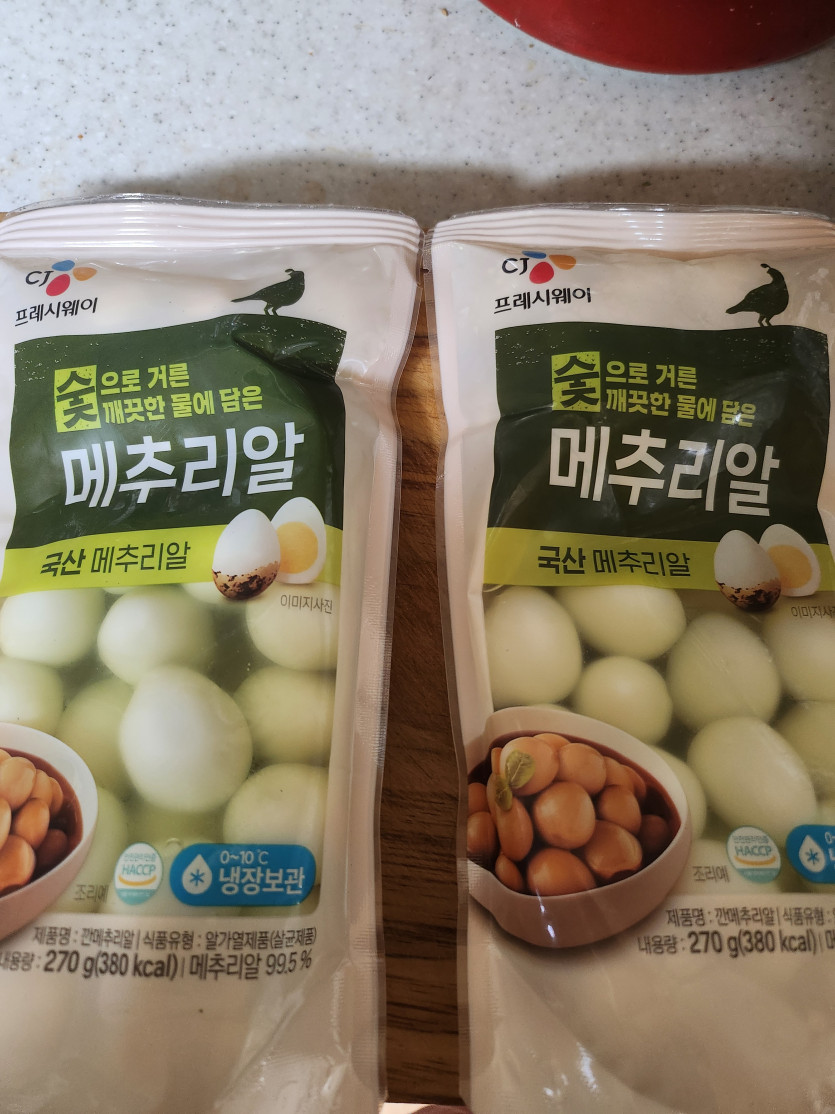 CJ
프레시웨이
숯으로 거른
깨끗한 물에 담은
메추리알
국산 메추리알
이미지사진
조리예
HACCP
0~10℃
냉장보관
제품명 : 깐메추리알 | 식품유형 : 알가열제품(살균제품)
내용량 : 270 g(380 kcal) | 메추리알 99.5 %
CJ
프레시웨이
숯으로 거른
깨끗한 물에 담은
메추리알
국산 메추리알
이미지사진
조리예
HACCP
제품명 : 깐메추리알 | 식품유형 :
내용량 : 270 g(380 kcal) |